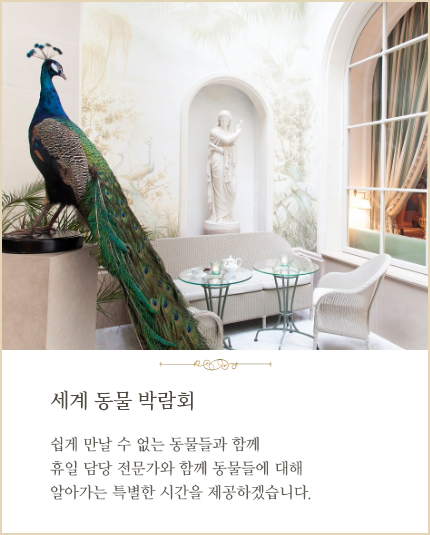 세계 동물 박람회
쉽게 만날 수 없는 동물들과 함께
휴일 담당 전문가와 함께 동물들에 대해
알아가는 특별한 시간을 제공하겠습니다.